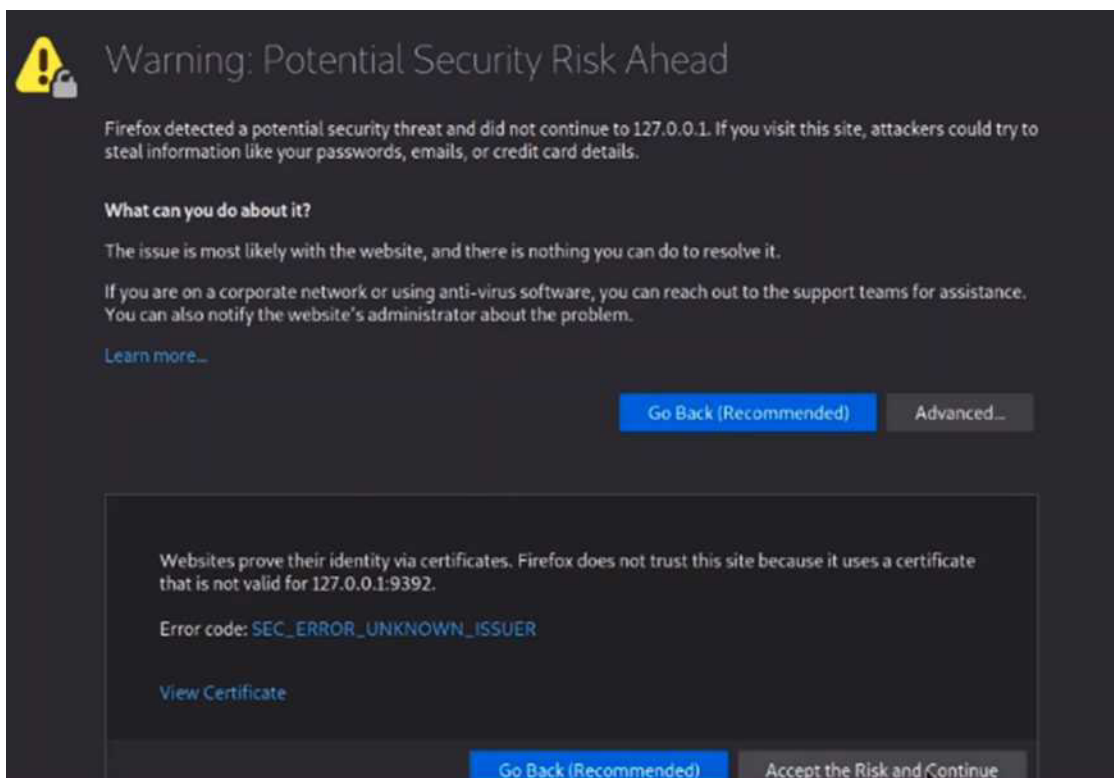 Warning: Potential Security Risk Ahead
Firefox detected a potential security threat and did not continue to 127.0.0.1. If you visit this site, attackers could try to
steal information like your passwords, emails, or credit card details.
What can you do about it?
The issue is most likely with the website, and there is nothing you can do to resolve it.
If you are on a corporate network or using anti-virus software, you can reach out to the support teams for assistance.
You can also notify the website's administrator about the problem.
Learn more...
Go Back (Recommended) Advanced...
Websites prove their identity via certificates. Firefox does not trust this site because it uses a certificate
that is not valid for 127.0.0.1:9392.
Error code: SEC_ERROR_UNKNOWN_ISSUER
View Certificate
Go Back (Recommended) Accept the Risk and Continue